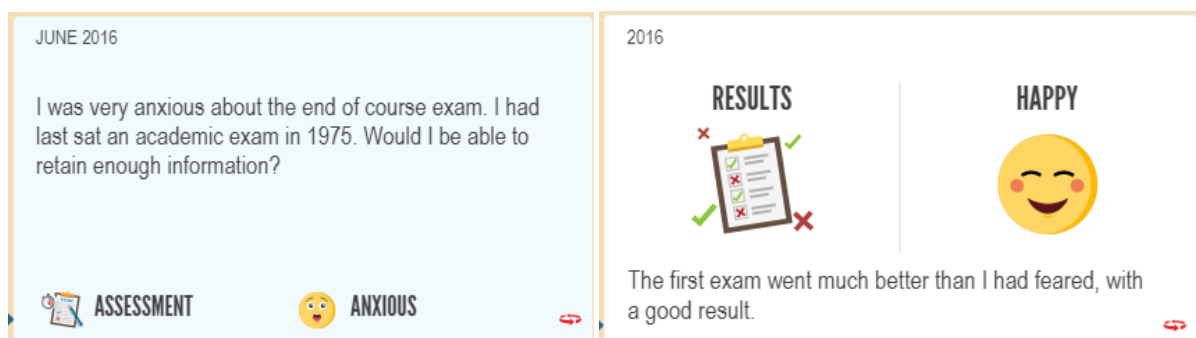 JUNE 2016
I was very anxious about the end of course exam. I had
last sat an academic exam in 1975. Would I be able to
retain enough information?
ASSESSMENT
ANXIOUS
2016
RESULTS
HAPPY
The first exam went much better than I had feared, with
a good result.